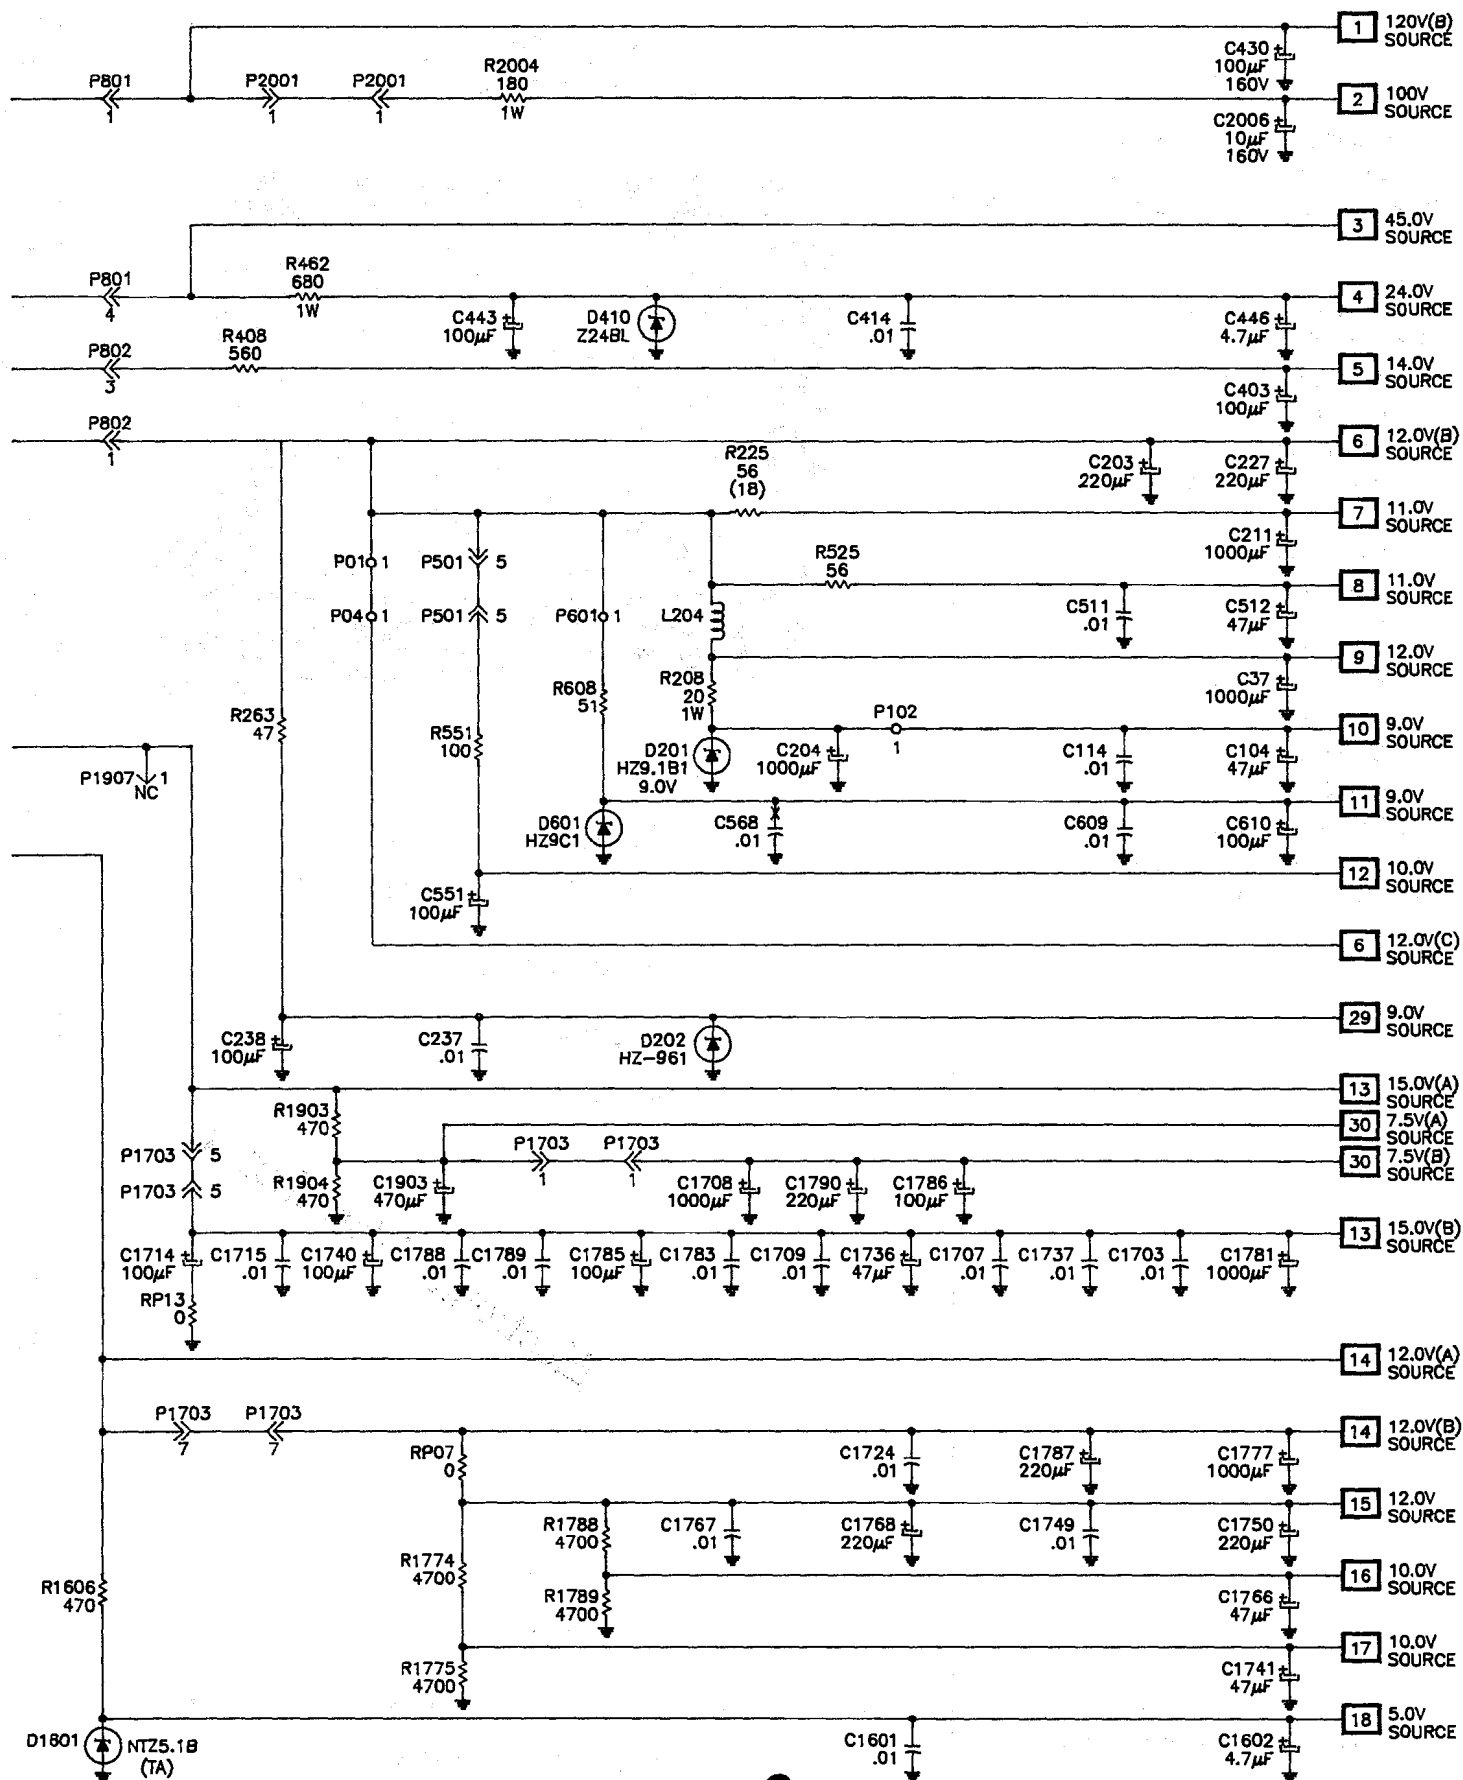 1 120V(B)
SOURCE
C430 +
100µF
160V
P801
1
P2001
1
P2001
1
R2004
180
1W
2 100V
SOURCE
C2006 +
10µF
160V
3 45.0V
SOURCE
P801
4
R462
680
1W
4 24.0V
SOURCE
C443 +
100µF
D410
Z24BL
C414
.01
C446 +
4.7µF
P802
3
R408
560
5 14.0V
SOURCE
C403 +
100µF
P802
1
6 12.0V(B)
SOURCE
C203 +
220µF
C227 +
220µF
R225
56
(18)
7 11.0V
SOURCE
C211 +
1000µF
P01 1
P501 5
R525
56
8 11.0V
SOURCE
P04 1
P501 5
P601 1
L204
C511
.01
C512 +
47µF
9 12.0V
SOURCE
R608
51
R208
20
1W
C37 +
1000µF
R263
47
R551
100
P102
1
10 9.0V
SOURCE
P1907 1
NC
D201
HZ9.1B1
9.0V
C204 +
1000µF
C114
.01
C104 +
47µF
11 9.0V
SOURCE
D601
HZ9C1
C568
.01
C609
.01
C610 +
100µF
12 10.0V
SOURCE
C551 +
100µF
6 12.0V(C)
SOURCE
29 9.0V
SOURCE
C238 +
100µF
C237
.01
D202
HZ-961
13 15.0V(A)
SOURCE
R1903
470
30 7.5V(A)
SOURCE
P1703 5
P1703
1
P1703
1
30 7.5V(B)
SOURCE
P1703 5
R1904
470
C1903 +
470µF
C1708 +
1000µF
C1790 +
220µF
C1786 +
100µF
13 15.0V(B)
SOURCE
C1714 +
100µF
C1715
.01
C1740 +
100µF
C1788
.01
C1789
.01
C1785 +
100µF
C1783
.01
C1709
.01
C1736 +
47µF
C1707
.01
C1737
.01
C1703
.01
C1781 +
1000µF
RP13
0
14 12.0V(A)
SOURCE
P1703
7
P1703
7
14 12.0V(B)
SOURCE
RP07
0
C1724
.01
C1787 +
220µF
C1777 +
1000µF
15 12.0V
SOURCE
R1788
4700
C1767
.01
C1768 +
220µF
C1749
.01
C1750 +
220µF
R1774
4700
16 10.0V
SOURCE
R1606
470
R1789
4700
C1766 +
47µF
17 10.0V
SOURCE
R1775
4700
C1741 +
47µF
18 5.0V
SOURCE
D1801
NTZ5.1B
(TA)
C1601
.01
C1602 +
4.7µF